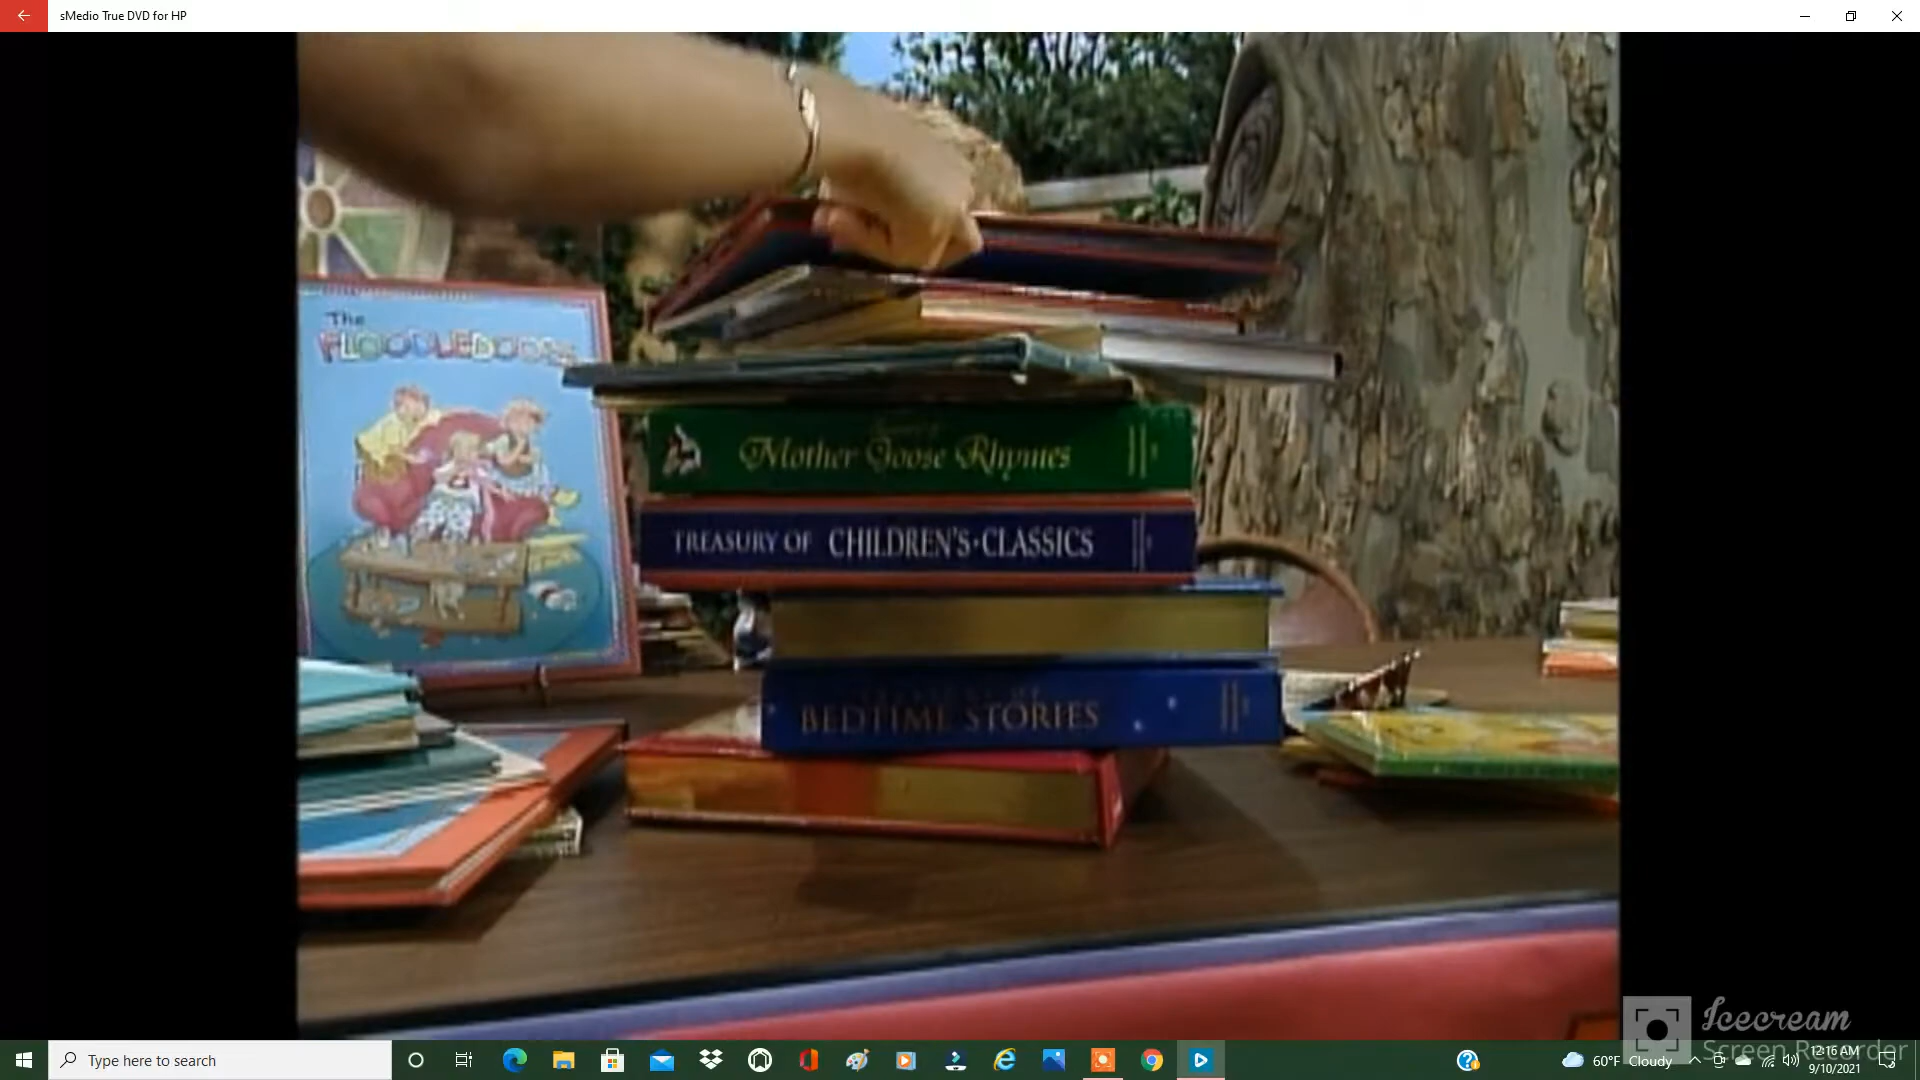 sMedio True DVD for HP
The
Mother Goose Rhymes
TREASURY OF CHILDREN'S·CLASSICS
BEDTIME STORIES
Icecream
Screen Recorder
Type here to search
60°F Cloudy
12:16 AM
9/10/2021